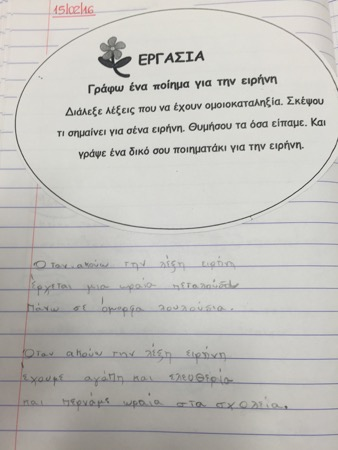 15/02/16
ΕΡΓΑΣΙΑ
Γράφω ένα ποίημα για την ειρήνη
Διάλεξε λέξεις που να έχουν ομοιοκαταληξία. Σκέψου
τι σημαίνει για σένα ειρήνη. Θυμήσου τα όσα είπαμε. Και
γράψε ένα δικό σου ποιηματάκι για την ειρήνη.
Όταν ακούω την λέξη ειρήνη
έρχεται μια ωραία πεταλούδα
πάνω σε όμορφα λουλούδια.
Όταν ακούω την λέξη ειρήνη
έχουμε αγάπη και ελευθερία
και περνάμε ωραία στα σχολεία.